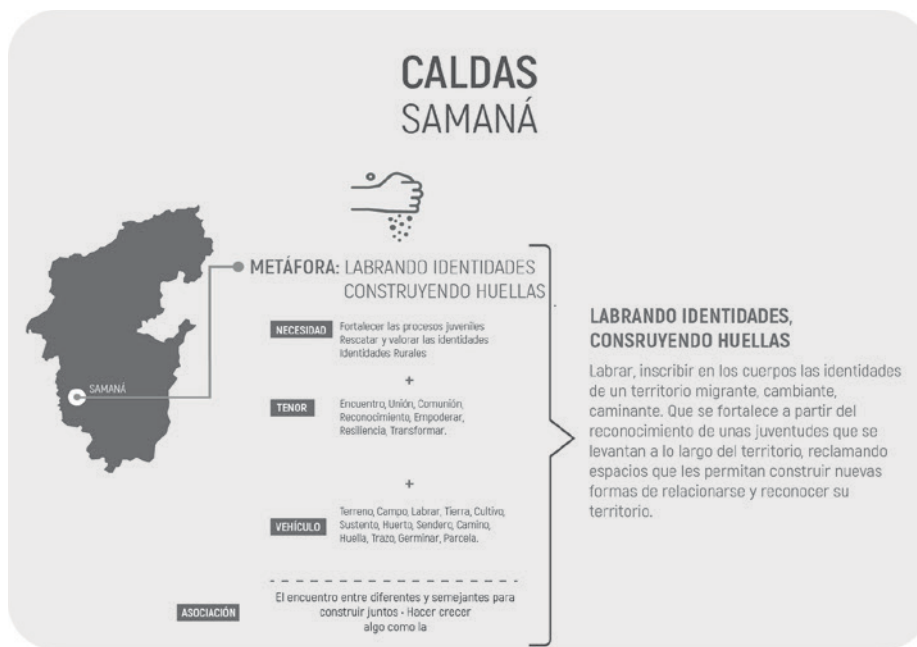 CALDAS
SAMANÁ
METÁFORA: LABRANDO IDENTIDADES
CONSTRUYENDO HUELLAS
NECESIDAD
Fortalecer las procesos juveniles
Rescatar y valorar las identidades
Identidades Rurales
+
TENOR
Encuentro, Unión, Comunión,
Reconocimiento, Empoderar,
Resiliencia, Transformar.
+
VEHÍCULO
Terreno, Campo, Labrar, Tierra, Cultivo,
Sustento, Huerto, Sendero, Camino,
Huella, Trazo, Germinar, Parcela.
ASOCIACIÓN
El encuentro entre diferentes y semejantes para
construir juntos - Hacer crecer
algo como la
SAMANÁ
LABRANDO IDENTIDADES,
CONSRUYENDO HUELLAS
Labrar, inscribir en los cuerpos las identidades
de un territorio migrante, cambiante,
caminante. Que se fortalece a partir del
reconocimiento de unas juventudes que se
levantan a lo largo del territorio, reclamando
espacios que les permitan construir nuevas
formas de relacionarse y reconocer su
territorio.